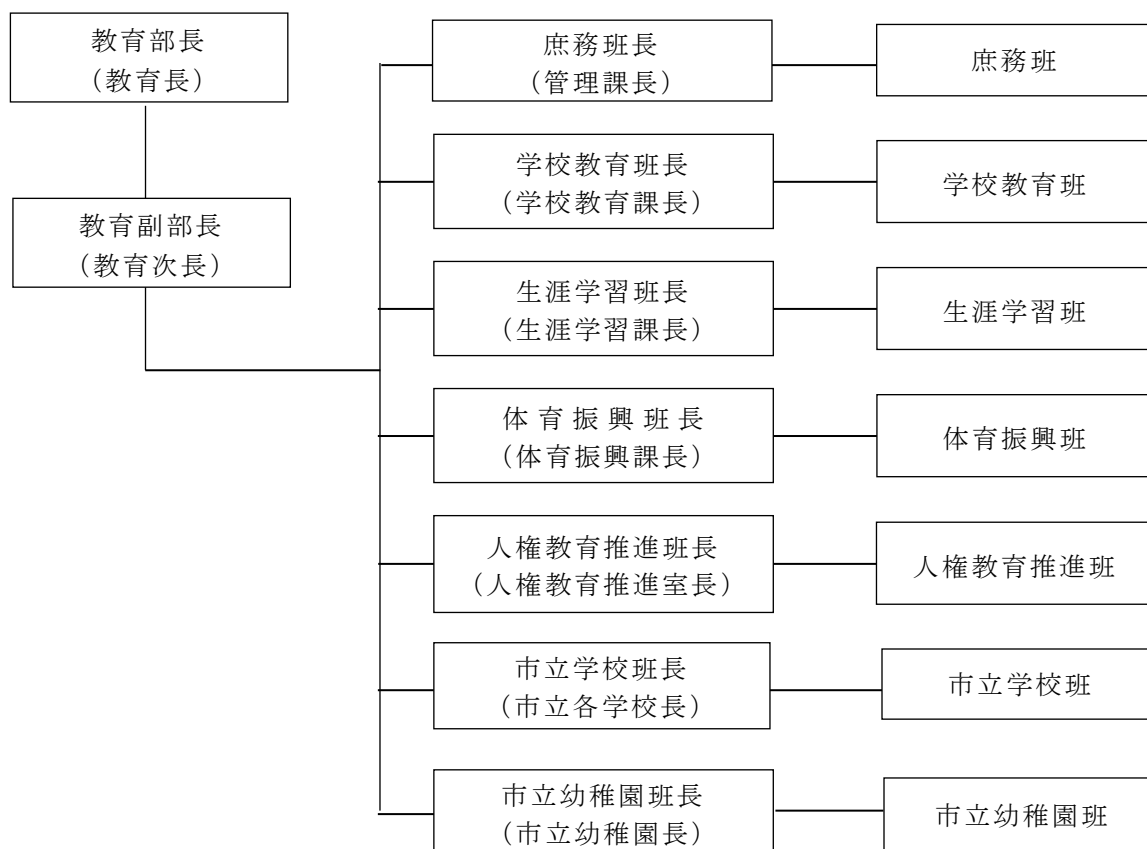 教育部長
(教育長)
教育副部長
(教育次長)
庶務班長
(管理課長)
庶務班
学校教育班長
(学校教育課長)
学校教育班
生涯学習班長
(生涯学習課長)
生涯学習班
体育振興班長
(体育振興課長)
体育振興班
人権教育推進班長
(人権教育推進室長)
人権教育推進班
市立学校班長
(市立各学校長)
市立学校班
市立幼稚園班長
(市立幼稚園長)
市立幼稚園班